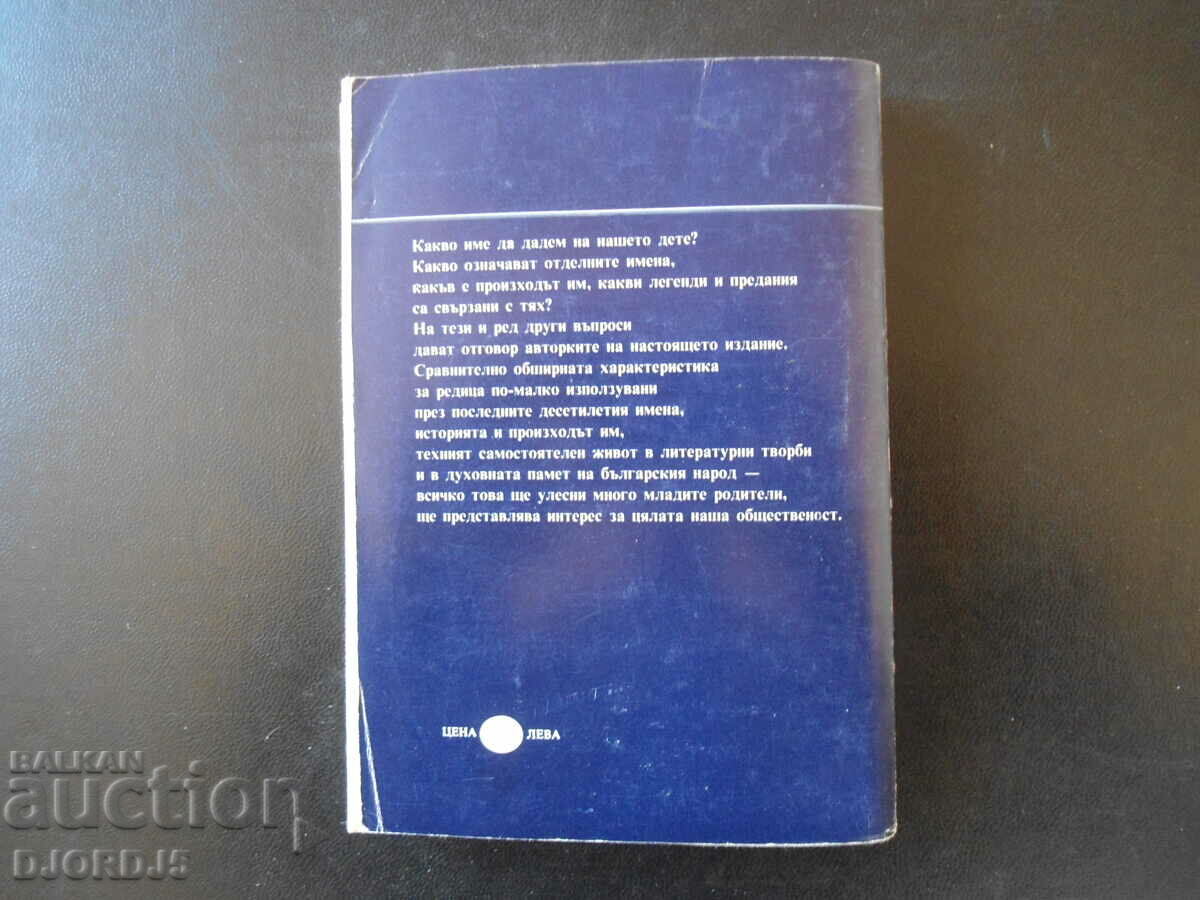 Какво име да дадем на нашето дете?
Какво означават отделните имена,
какъв е произходът им, какви легенди и предания
са свързани с тях?
На тези и ред други въпроси
дават отговор авторките на настоящето издание.
Сравнително обширната характеристика
за редица по-малко използувани
през последните десетилетия имена,
историята и произходът им,
техният самостоятелен живот в литературни творби
и в духовната памет на българския народ —
всичко това ще улесни много младите родители,
ще представлява интерес за цялата наша общественост.
ЦЕНА ЛЕВА
BALKAN
auction
DJORDJ5